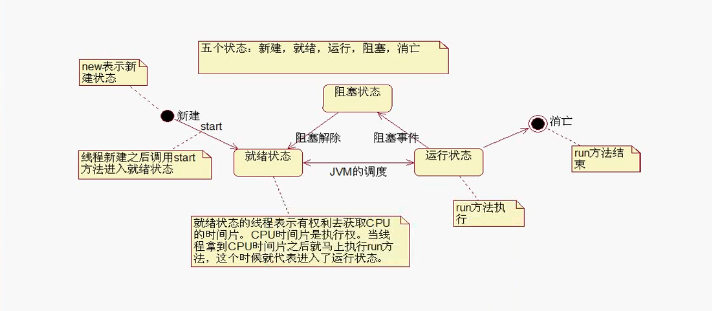 五个状态：新建，就绪，运行，阻塞，消亡
new表示新
建状态
阻塞状态
新建
start
消亡
阻塞解除
阻塞事件
线程新建之后调用start
方法进入就绪状态
就绪状态
JVM的调度
运行状态
run方法结
束
run方法执
行
就绪状态的线程表示有权利去获取CPU
的时间片。CPU时间片是执行权。当线
程拿到CPU时间片之后就马上执行run方
法，这个时候就代表进入了运行状态。